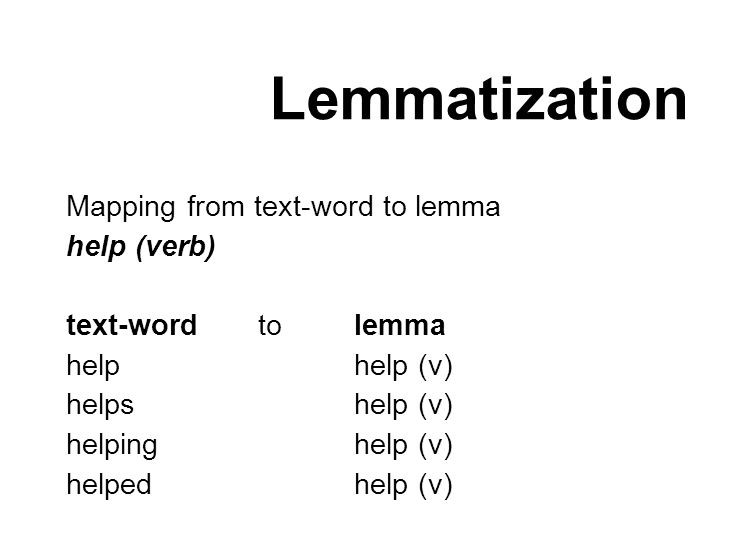 Lemmatization
Mapping from text-word to lemma
help (verb)
text-word to lemma
help help (v)
helps help (v)
helping help (v)
helped help (v)